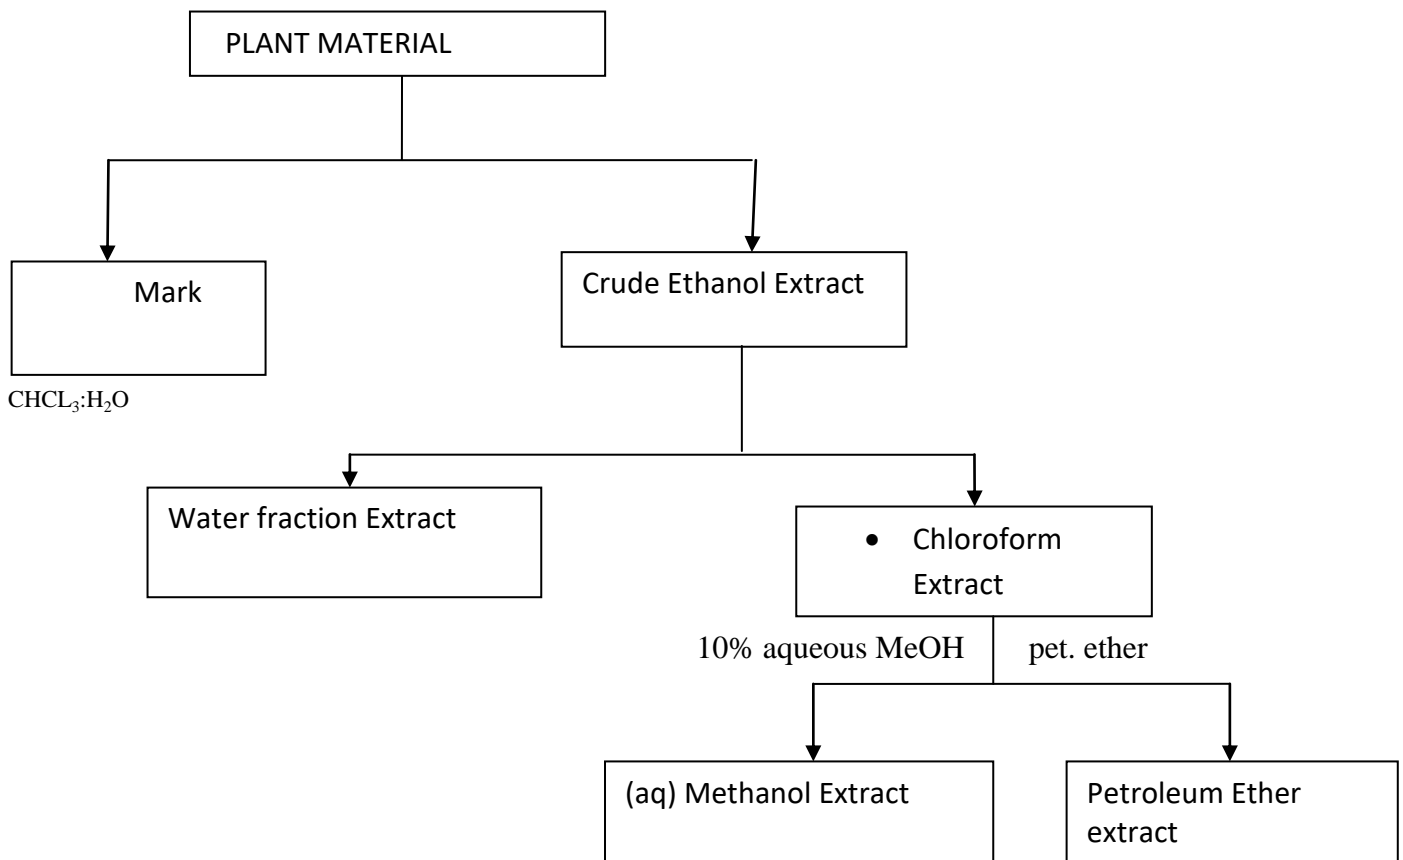 PLANT MATERIAL
Mark
Crude Ethanol Extract
CHCL₃:H₂O
Water fraction Extract
• Chloroform
Extract
10% aqueous MeOH pet. ether
(aq) Methanol Extract
Petroleum Ether
extract